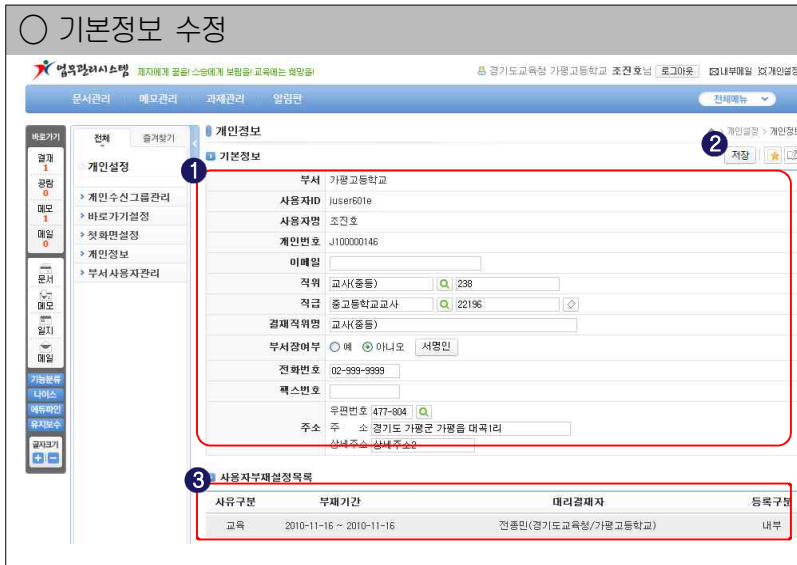 ○ 기본정보 수정
업무관리시스템 제자에게 꿈을! 스승에게 보람을! 교육에는 희망을!
경기도교육청 가평고등학교 조진호님 로그아웃 내부메일 개인설정
문서관리 메모관리 과제관리 알림판 전체메뉴
바로가기
결재
1
공람
0
메모
1
메일
0
문서
메모
일지
메일
기능분류
나이스
에듀파인
유지보수
글자크기
전체 즐겨찾기
개인설정
개인수신그룹관리
바로가기설정
첫화면설정
개인정보
부서사용자관리
개인정보
개인설정 > 개인정보
기본정보
2
저장
1
부서 가평고등학교
사용자ID juser601e
사용자명 조진호
개인번호 J100000146
이메일
직위 교사(중등) 238
직급 중고등학교교사 22196
결재직위명 교사(중등)
부서장여부 예 아니오 서명인
전화번호 02-999-9999
팩스번호
우편번호 477-804
주소 주 소 경기도 가평군 가평읍 대곡1리
상세주소 상세주소2
3
사용자부재설정목록
사유구분 부재기간 대리결재자 등록구분
교육 2010-11-16 ~ 2010-11-16 전종민(경기도교육청/가평고등학교) 내부